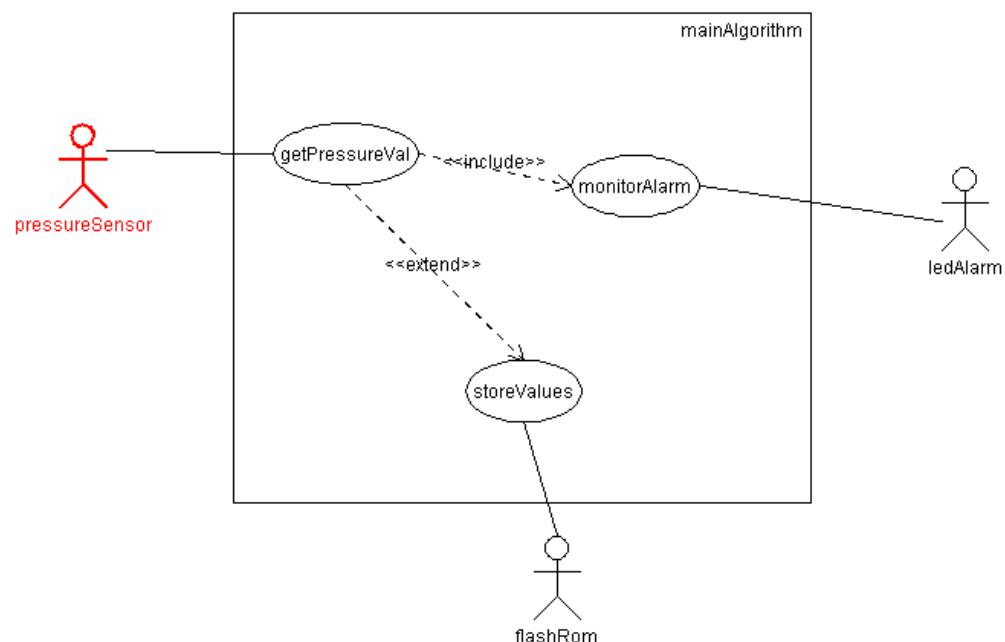 mainAlgorithm
getPressureVal
<<include>>
monitorAlarm
pressureSensor
<<extend>>
ledAlarm
storeValues
flashRom